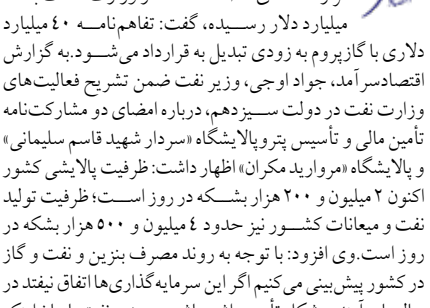 میلیارد دلار رسیده، گفت: تفاهم‌نامه ٤٠ میلیارد
دلاری با گازپروم به زودی تبدیل به قرارداد می‌شود.به گزارش
اقتصادسرآمد، جواد اوجی، وزیر نفت ضمن تشریح فعالیت‌های
وزارت نفت در دولت سیزدهم، درباره امضای دو مشارکت‌نامه
تأمین مالی و تأسیس پتروپالایشگاه «سردار شهید قاسم سلیمانی»
و پالایشگاه «مروارید مکران» اظهار داشت: ظرفیت پالایشی کشور
اکنون ۲ میلیون و ۲۰۰ هزار بشکه در روز است؛ ظرفیت تولید
نفت و میعانات کشور نیز حدود ٤ میلیون و ٥٠٠ هزار بشکه در
روز است.وی افزود: با توجه به روند مصرف بنزین و نفت و گاز
در کشور پیش‌بینی می‌کنیم اگر این سرمایه‌گذاری‌ها اتفاق نیفتد در